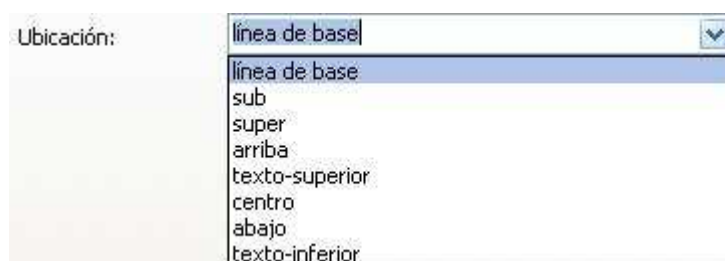 Ubicación: línea de base
línea de base
sub
super
arriba
texto-superior
centro
abajo
texto-inferior